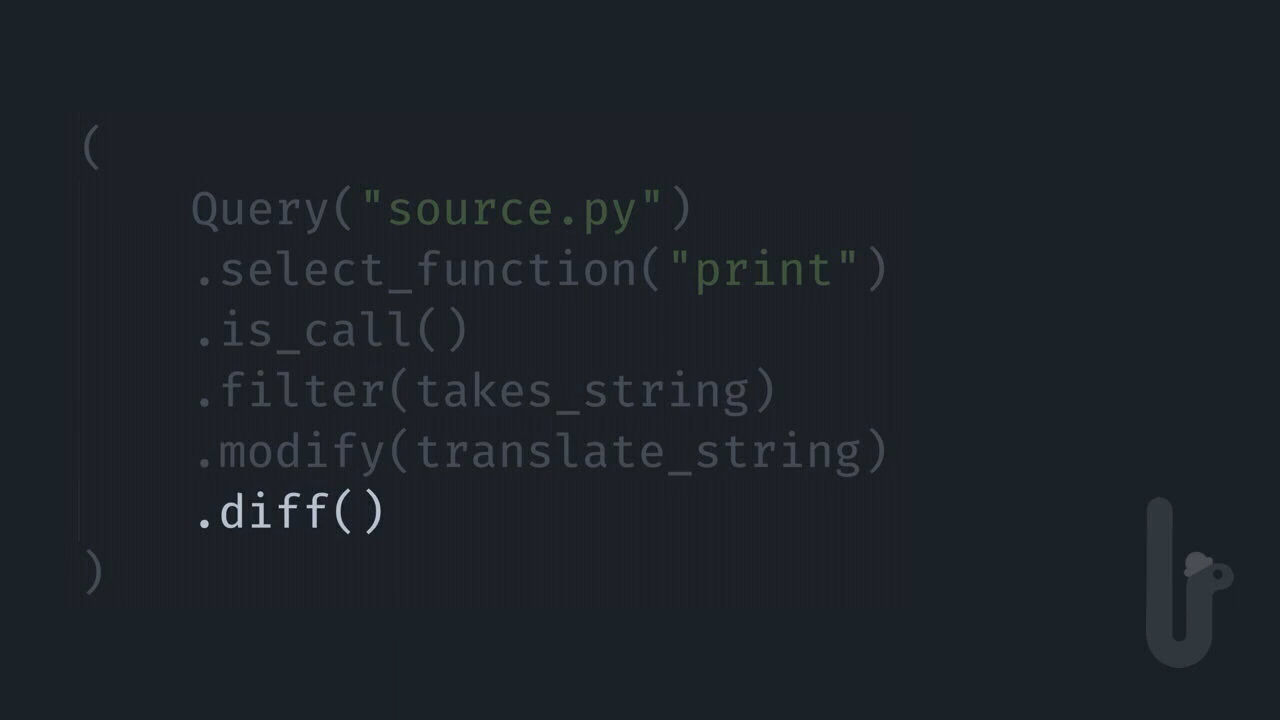 (
Query("source.py")
.select_function("print")
.is_call()
.filter(takes_string)
.modify(translate_string)
.diff()
)